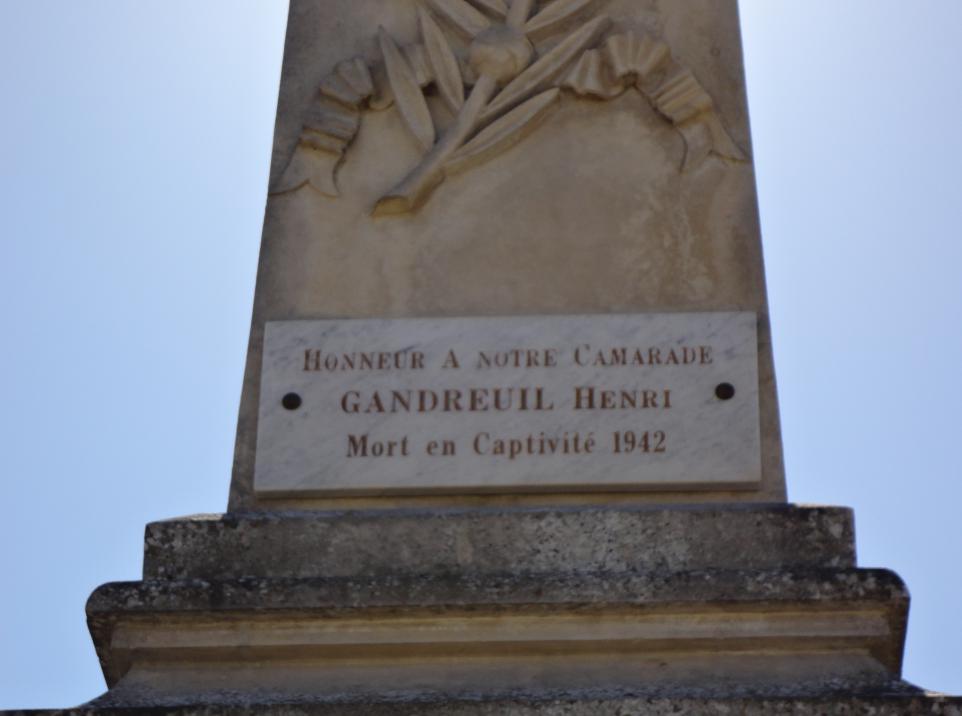 HONNEUR A NOTRE CAMARADE
GANDREUIL HENRI
Mort en Captivité 1942